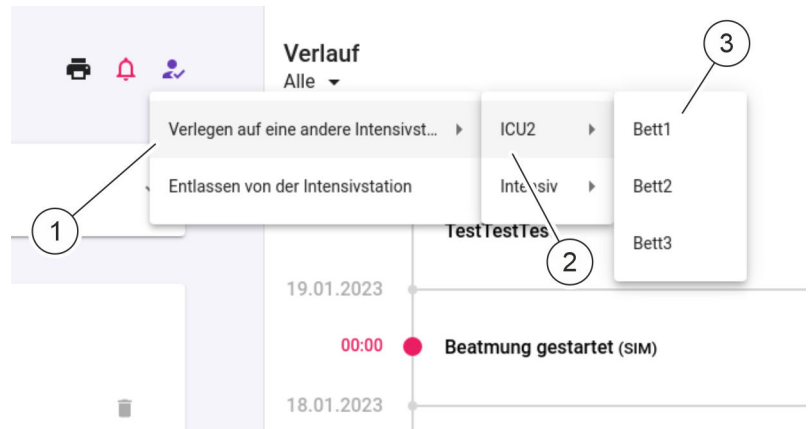 Verlauf
Alle
3
Verlegen auf eine andere Intensivst...
ICU2
Bett1
Entlassen von der Intensivstation
Intensiv
Bett2
1
2
TestTestTes
Bett3
19.01.2023
00:00
Beatmung gestartet (SIM)
18.01.2023